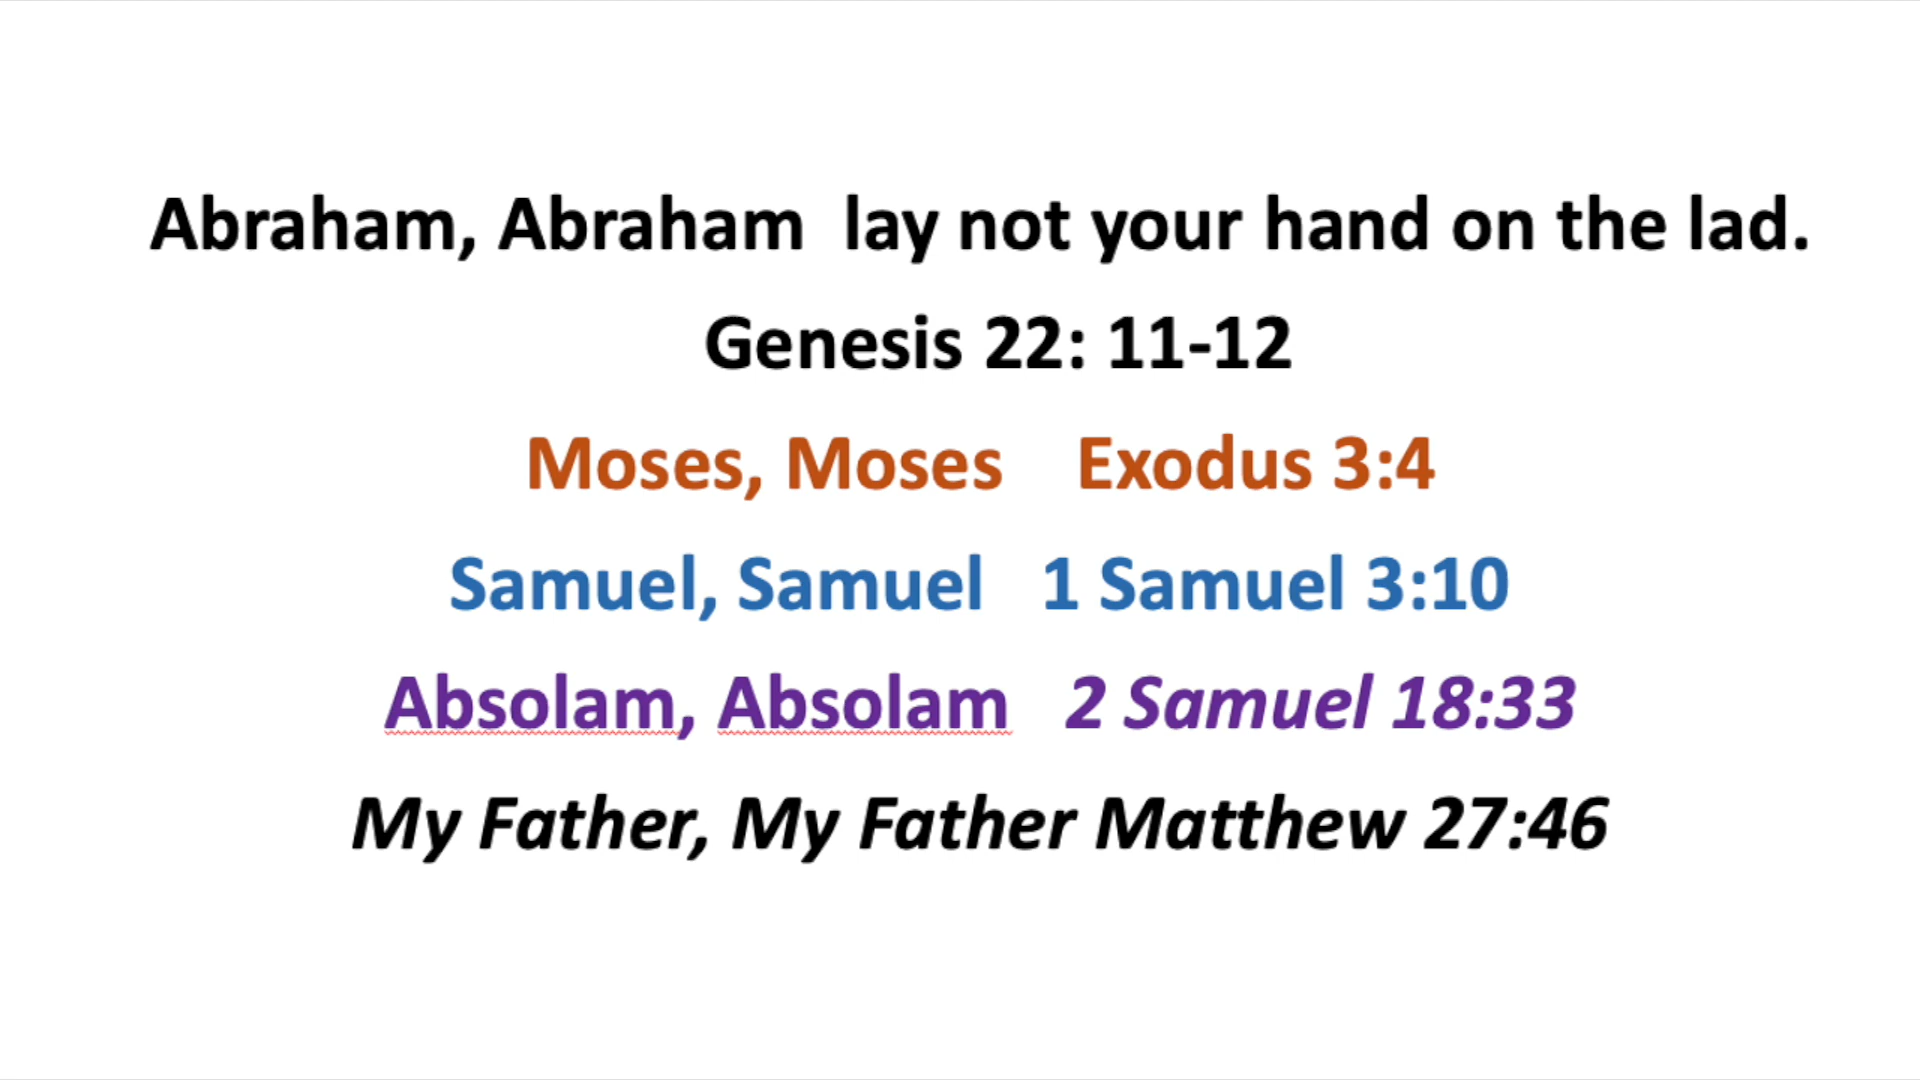 Abraham, Abraham  lay not your hand on the lad.
Genesis 22: 11-12
Moses, Moses    Exodus 3:4
Samuel, Samuel   1 Samuel 3:10
Absolam, Absolam   2 Samuel 18:33
My Father, My Father Matthew 27:46